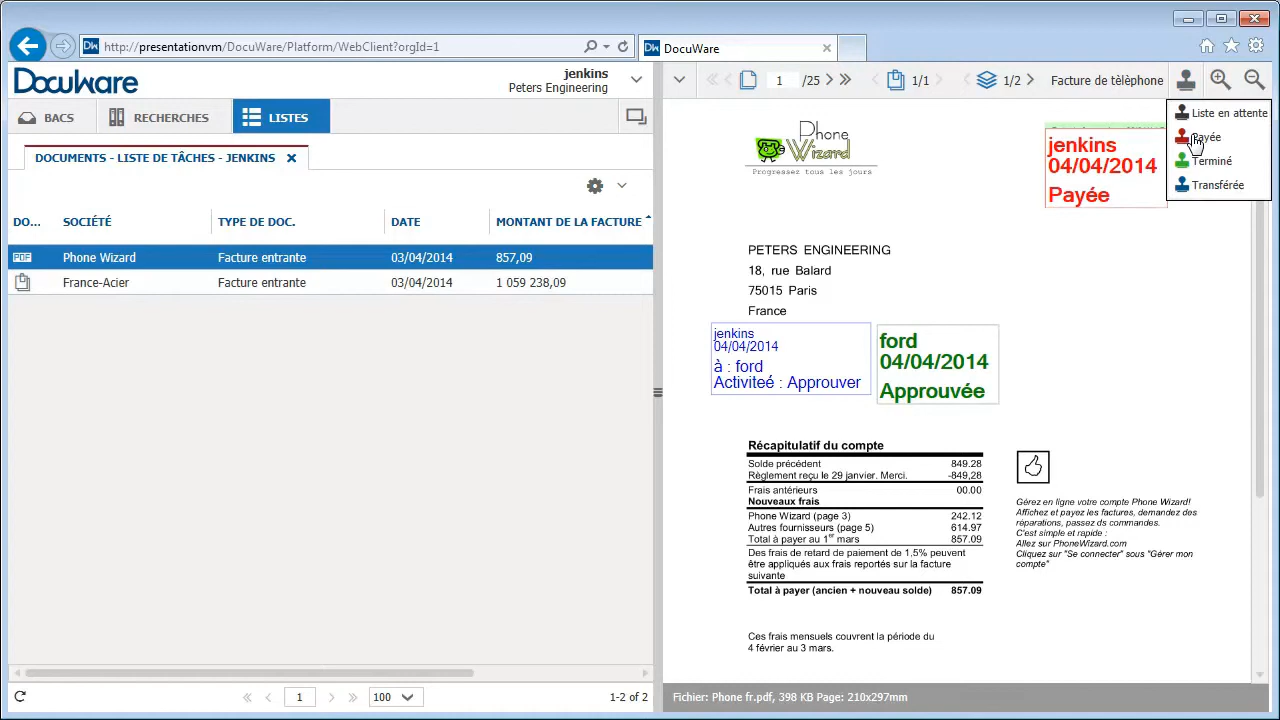 http://presentationvm/DocuWare/Platform/WebClient?orgId=1
DocuWare
DocuWare
jenkins
Peters Engineering
BACS
RECHERCHES
LISTES
DOCUMENTS - LISTE DE TÂCHES - JENKINS
DO... SOCIÉTÉ TYPE DE DOC. DATE MONTANT DE LA FACTURE
PDF Phone Wizard Facture entrante 03/04/2014 857,09
France-Acier Facture entrante 03/04/2014 1 059 238,09
1
100
1-2 of 2
1 /25 1/1 1/2 Facture de tèlèphone
Liste en attente
Payée
Terminé
Transférée
Phone
Wizard
Progressez tous les jours
jenkins
04/04/2014
Payée
PETERS ENGINEERING
18, rue Balard
75015 Paris
France
jenkins
04/04/2014
à : ford
Activiteé : Approuver
ford
04/04/2014
Approuvée
Récapitulatif du compte
Solde précédent 849.28
Règlement reçu le 29 janvier. Merci. -849,28
Frais antérieurs 00.00
Nouveaux frais
Phone Wizard (page 3) 242.12
Autres fournisseurs (page 5) 614.97
Total à payer au 1er mars 857.09
Des frais de retard de paiement de 1,5% peuvent
être appliqués aux frais reportés sur la facture
suivante
Total à payer (ancien + nouveau solde) 857.09
Ces frais mensuels couvrent la période du
4 février au 3 mars.
Gérez en ligne votre compte Phone Wizard!
Affichez et payez les factures, demandez des
réparations, passez ds commandes.
C'est simple et rapide :
Allez sur PhoneWizard.com
Cliquez sur "Se connecter" sous "Gérer mon
compte"
Fichier: Phone fr.pdf, 398 KB Page: 210x297mm